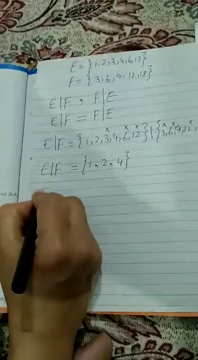 E = {1,2,3,4,6,12}
F = {3,6,9,12,18}
E|F , F|E
E|F = F|E
E|F = {1,2,3,4,6,12}|{3,6,9,12,
E|F = {1,2,4}